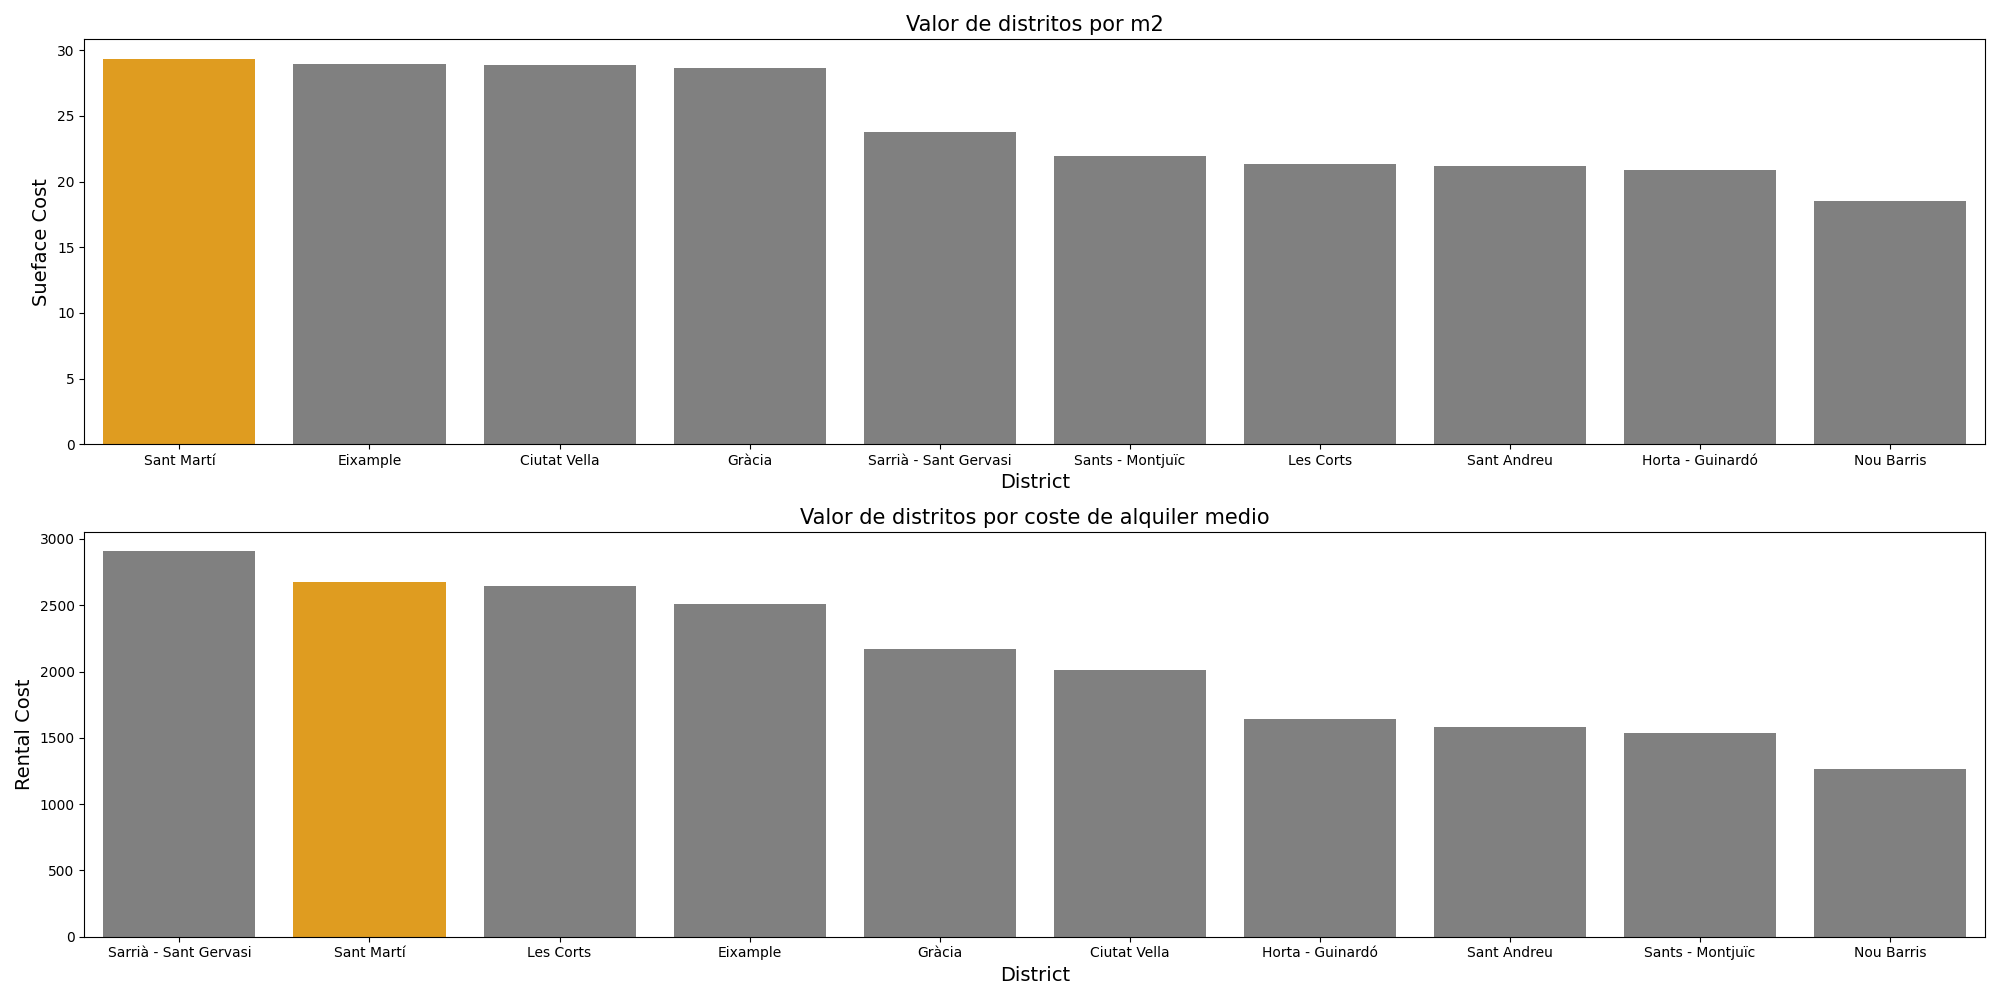 Valor de distritos por m2
30
25
20
15
10
5
0
Sueface Cost
Sant Martí
Eixample
Ciutat Vella
Gràcia
Sarrià - Sant Gervasi
Sants - Montjuïc
Les Corts
Sant Andreu
Horta - Guinardó
Nou Barris
District
Valor de distritos por coste de alquiler medio
3000
2500
2000
1500
1000
500
0
Rental Cost
Sarrià - Sant Gervasi
Sant Martí
Les Corts
Eixample
Gràcia
Ciutat Vella
Horta - Guinardó
Sant Andreu
Sants - Montjuïc
Nou Barris
District